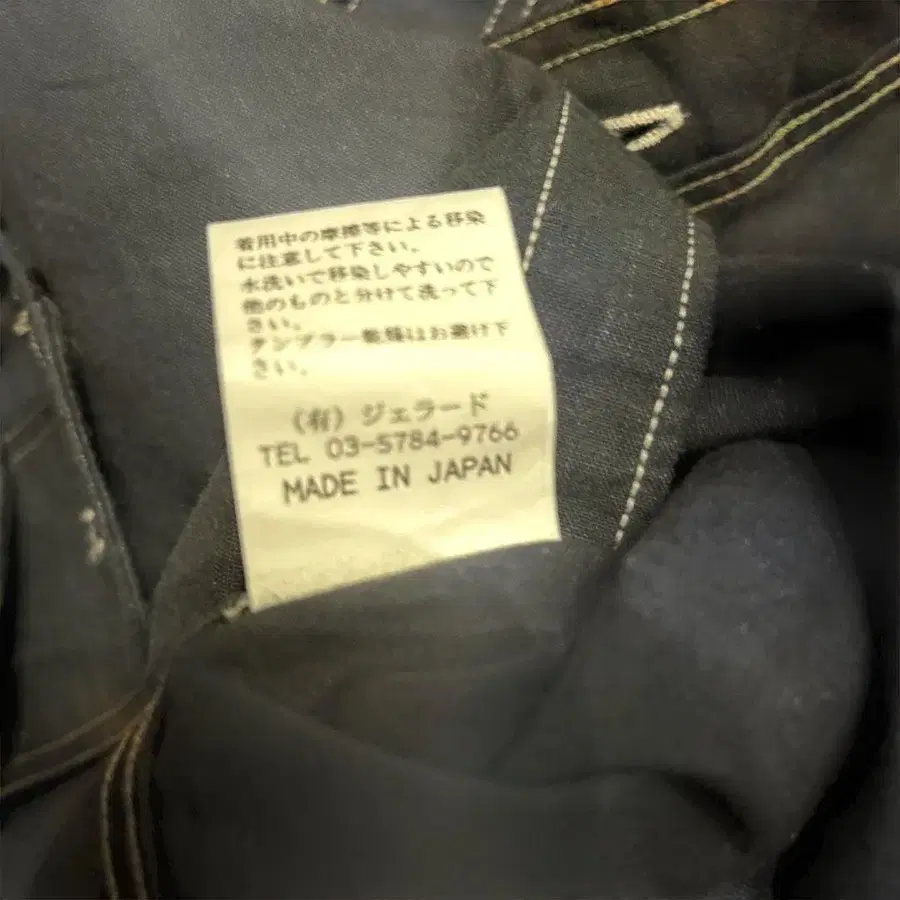 着用中の摩擦等による移染
に注意して下さい。
水洗いで移染しやすいので
他のものと分けて洗って下
さい。
タンブラー乾燥はお避け下
さい。
（有）ジェラード
TEL 03-5784-9766
MADE IN JAPAN